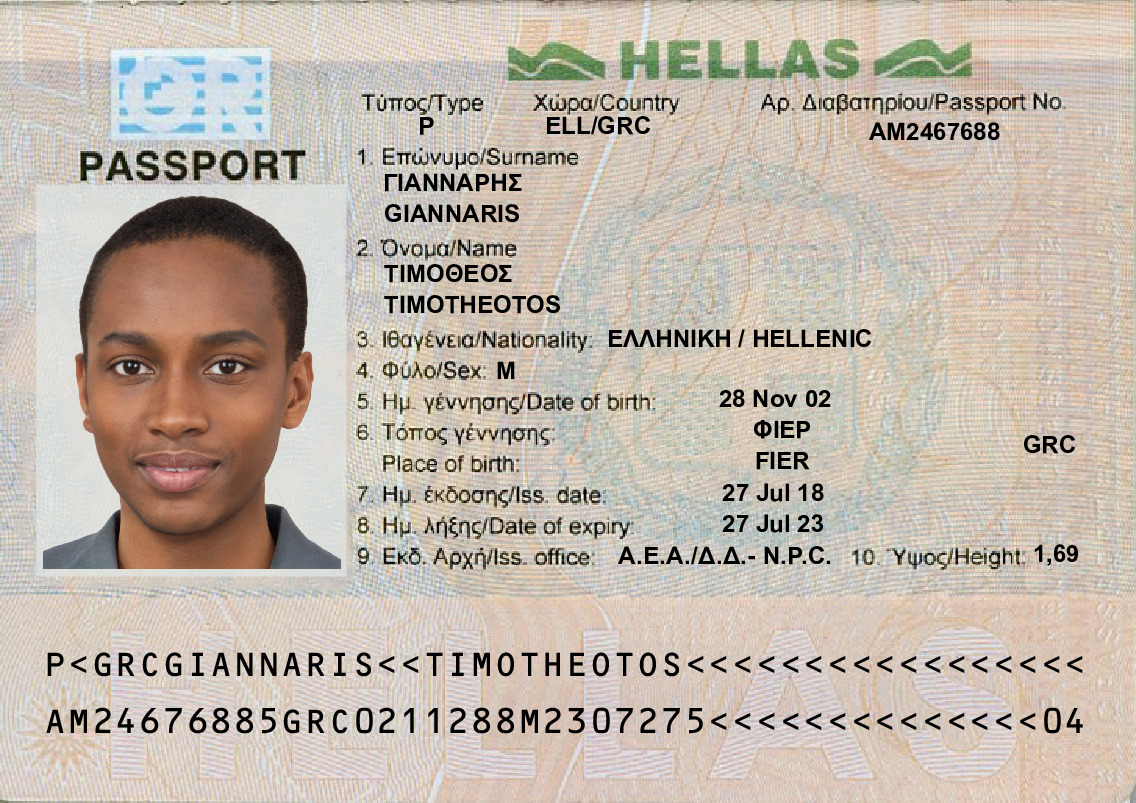 GR
HELLAS
PASSPORT
Τύπος/Type Χώρα/Country Αρ. Διαβατηρίου/Passport No.
P ELL/GRC AM2467688
1. Επώνυμο/Surname
ΓΙΑΝΝΑΡΗΣ
GIANNARIS
2. Όνομα/Name
ΤΙΜΟΘΕΟΣ
TIMOTHEOTOS
3. Ιθαγένεια/Nationality: ΕΛΛΗΝΙΚΗ / HELLENIC
4. Φύλο/Sex: M
5. Ημ. γέννησης/Date of birth: 28 Nov 02
6. Τόπος γέννησης: ΦΙΕΡ
Place of birth: FIER GRC
7. Ημ. έκδοσης/Iss. date: 27 Jul 18
8. Ημ. λήξης/Date of expiry: 27 Jul 23
9 Εκδ. Αρχή/Iss. office: Α.Ε.Α./Δ.Δ.- N.P.C. 10. Ύψος/Height: 1,69
HELLAS
P<GRCGIANNARIS<<TIMOTHEOTOS<<<<<<<<<<<<<<<<<
AM24676885GRC0211288M2307275<<<<<<<<<<<<<<04